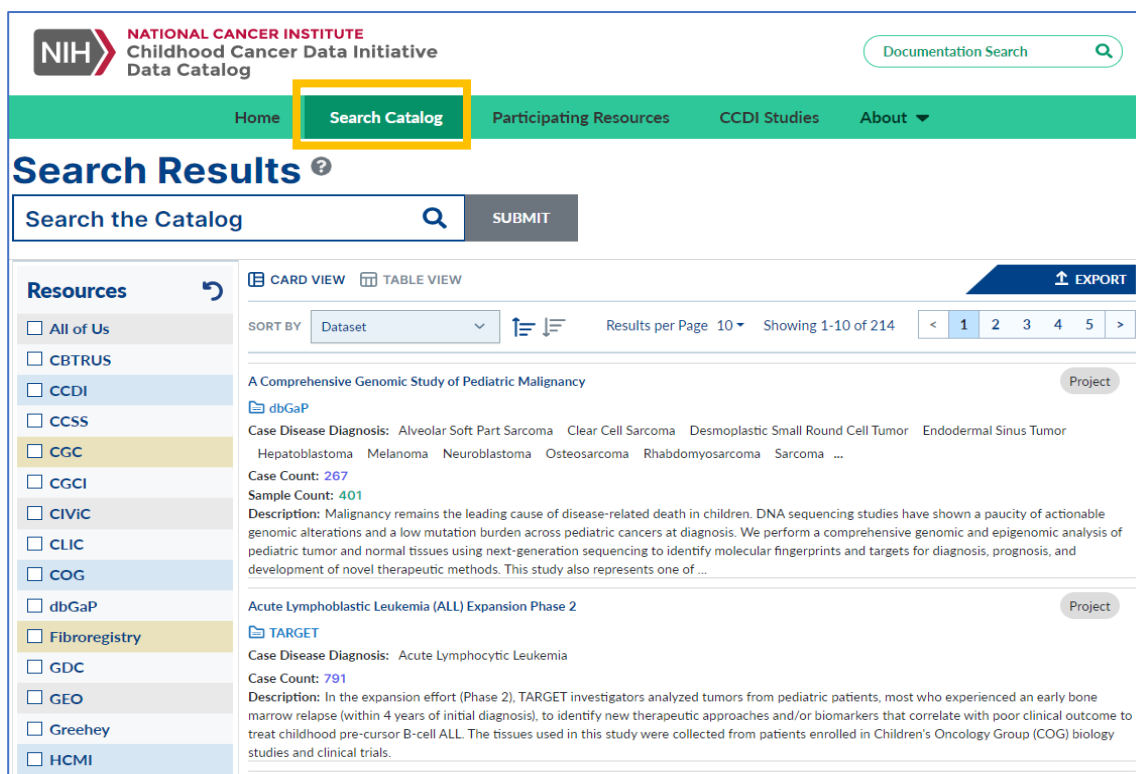 NIH
NATIONAL CANCER INSTITUTE
Childhood Cancer Data Initiative
Data Catalog
Documentation Search
Home Search Catalog Participating Resources CCDI Studies About
Search Results
Search the Catalog
SUBMIT
Resources
All of Us
CBTRUS
CCDI
CCSS
CGC
CGCI
CIViC
CLIC
COG
dbGaP
Fibroregistry
GDC
GEO
Greehey
HCMI
CARD VIEW TABLE VIEW
EXPORT
SORT BY Dataset Results per Page 10 Showing 1-10 of 214 < 1 2 3 4 5 >
A Comprehensive Genomic Study of Pediatric Malignancy Project
dbGaP
Case Disease Diagnosis: Alveolar Soft Part Sarcoma Clear Cell Sarcoma Desmoplastic Small Round Cell Tumor Endodermal Sinus Tumor
Hepatoblastoma Melanoma Neuroblastoma Osteosarcoma Rhabdomyosarcoma Sarcoma ...
Case Count: 267
Sample Count: 401
Description: Malignancy remains the leading cause of disease-related death in children. DNA sequencing studies have shown a paucity of actionable
genomic alterations and a low mutation burden across pediatric cancers at diagnosis. We perform a comprehensive genomic and epigenomic analysis of
pediatric tumor and normal tissues using next-generation sequencing to identify molecular fingerprints and targets for diagnosis, prognosis, and
development of novel therapeutic methods. This study also represents one of ...
Acute Lymphoblastic Leukemia (ALL) Expansion Phase 2 Project
TARGET
Case Disease Diagnosis: Acute Lymphocytic Leukemia
Case Count: 791
Description: In the expansion effort (Phase 2), TARGET investigators analyzed tumors from pediatric patients, most who experienced an early bone
marrow relapse (within 4 years of initial diagnosis), to identify new therapeutic approaches and/or biomarkers that correlate with poor clinical outcome to
treat childhood pre-cursor B-cell ALL. The tissues used in this study were collected from patients enrolled in Children's Oncology Group (COG) biology
studies and clinical trials.